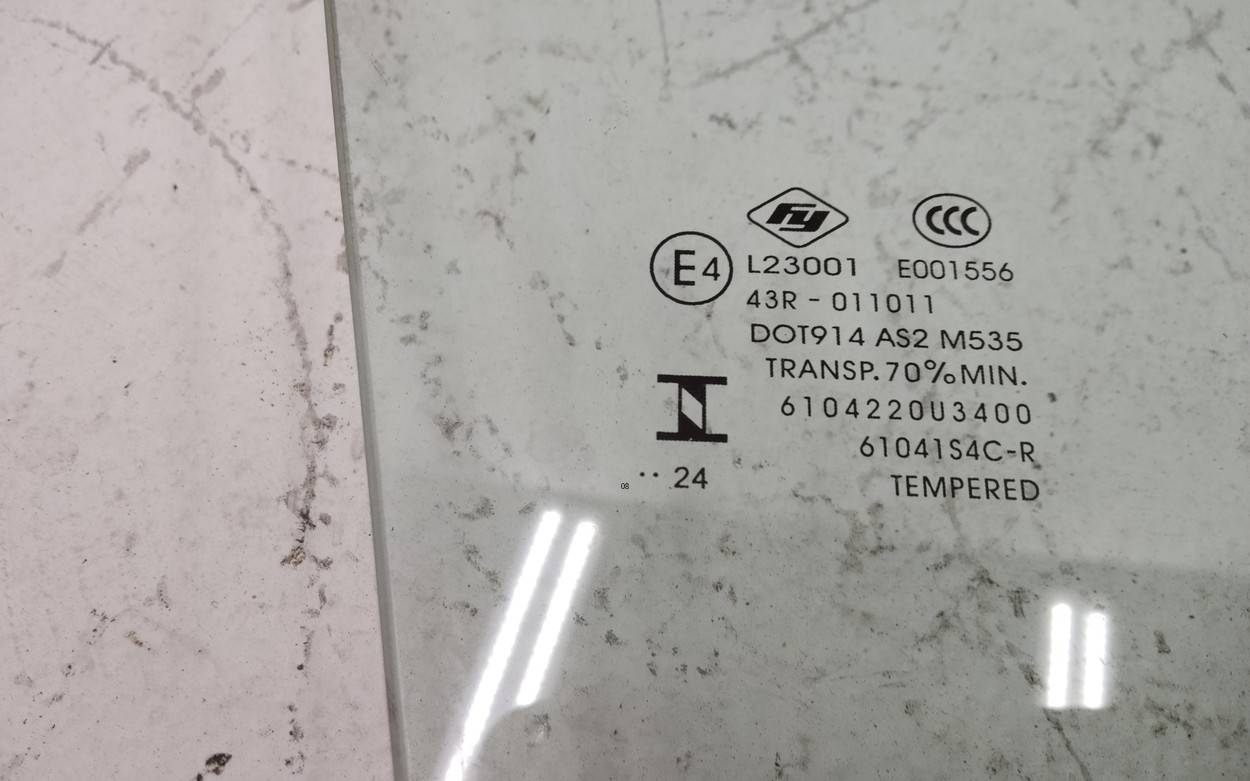 fy CCC
E4 L23001 E001556
43R - 011011
DOT914 AS2 M535
TRANSP. 70% MIN.
6104220U3400
61041S4C-R
08 ·· 24 TEMPERED